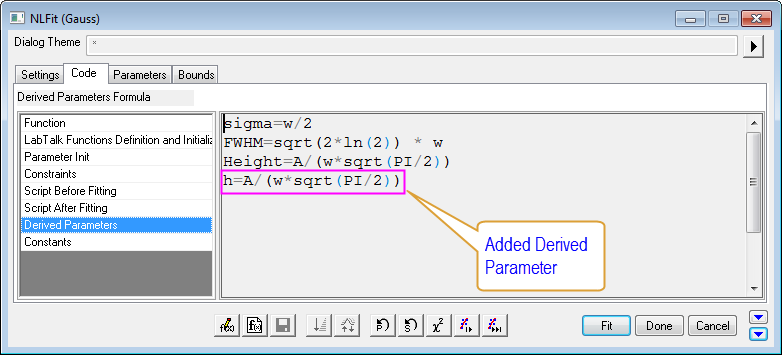 NLFit (Gauss)
Dialog Theme *
Settings Code Parameters Bounds
Derived Parameters Formula
Function
LabTalk Functions Definition and Initializ
Parameter Init
Constraints
Script Before Fitting
Script After Fitting
Derived Parameters
Constants
sigma=w/2
FWHM=sqrt(2*ln(2)) * w
Height=A/(w*sqrt(PI/2))
h=A/(w*sqrt(PI/2))
Added Derived
Parameter
Fit Done Cancel